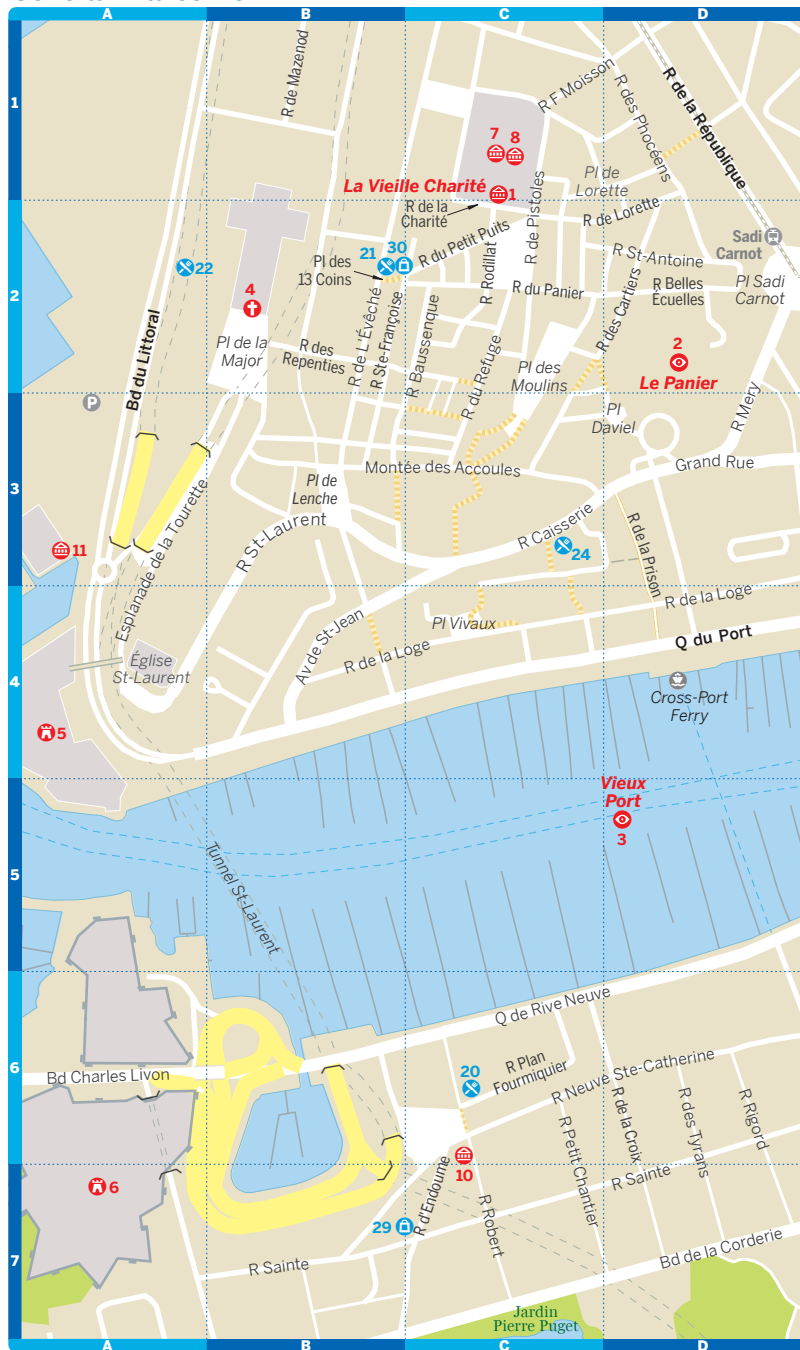 A
B
C
D
1
R de Mazenod
R F Moisson
R des Phocéens
R de la République
7
8
La Vieille Charité
1
Pl de
Lorette
R de la
Charité
R de Pistoles
R de Lorette
Sadi
Carnot
2
22
4
21
30
Pl des
13 Coins
R du Petit Puits
R Rodillat
R St-Antoine
R du Panier
R Belles
Écuelles
Pl Sadi
Carnot
R des Cartiers
Bd du Littoral
Pl de la
Major
R des
Repenties
R de L'Évêché
R Ste-Françoise
R Baussenque
R du Refuge
Pl des
Moulins
2
Le Panier
P
Pl
Daviel
R Mery
3
Montée des Accoules
Grand Rue
Pl de
Lenche
Esplanade de la Tourette
R St-Laurent
R Caisserie
24
R de la Prison
11
4
Av de St-Jean
Pl Vivaux
R de la Loge
R de la Loge
Q du Port
Église
St-Laurent
Cross-Port
Ferry
5
Vieux
Port
3
5
Tunnel St-Laurent
6
Q de Rive Neuve
Bd Charles Livon
20
R Plan
Fourmiquier
R Neuve Ste-Catherine
R Petit Chantier
R de la Croix
R des Tyrans
R Rigord
10
6
R d'Endoume
R Robert
R Sainte
29
7
R Sainte
Bd de la Corderie
Jardin
Pierre Puget
A
B
C
D